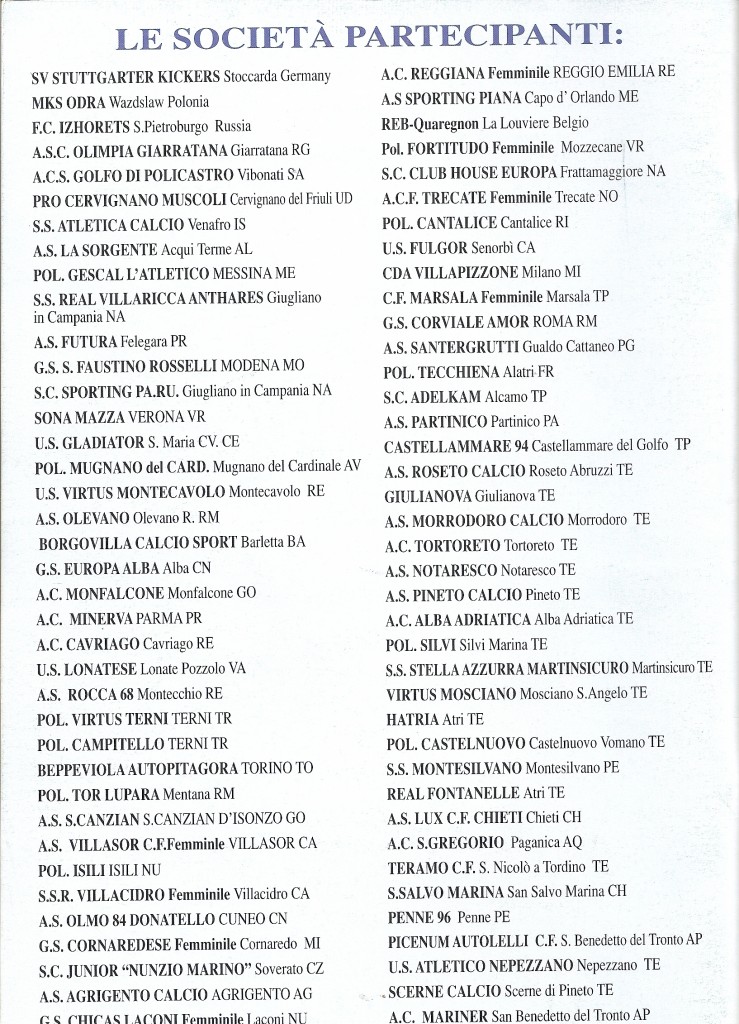 LE SOCIETÀ PARTECIPANTI:
SV STUTTGARTER KICKERS Stoccarda Germany
MKS ODRA Wazdslaw Polonia
F.C. IZHORETS S.Pietroburgo Russia
A.S.C. OLIMPIA GIARRATANA Giarratana RG
A.C.S. GOLFO DI POLICASTRO Vibonati SA
PRO CERVIGNANO MUSCOLI Cervignano del Friuli UD
S.S. ATLETICA CALCIO Venafro IS
A.S. LA SORGENTE Acqui Terme AL
POL. GESCAL L'ATLETICO MESSINA ME
S.S. REAL VILLARICCA ANTHARES Giugliano
in Campania NA
A.S. FUTURA Felegara PR
G.S. S. FAUSTINO ROSSELLI MODENA MO
S.C. SPORTING PA.RU. Giugliano in Campania NA
SONA MAZZA VERONA VR
U.S. GLADIATOR S. Maria CV. CE
POL. MUGNANO del CARD. Mugnano del Cardinale AV
U.S. VIRTUS MONTECAVOLO Montecavolo RE
A.S. OLEVANO Olevano R. RM
BORGOVILLA CALCIO SPORT Barletta BA
G.S. EUROPA ALBA Alba CN
A.C. MONFALCONE Monfalcone GO
A.C. MINERVA PARMA PR
A.C. CAVRIAGO Cavriago RE
U.S. LONATESE Lonate Pozzolo VA
A.S. ROCCA 68 Montecchio RE
POL. VIRTUS TERNI TERNI TR
POL. CAMPITELLO TERNI TR
BEPPEVIOLA AUTOPITAGORA TORINO TO
POL. TOR LUPARA Mentana RM
A.S. S.CANZIAN S.CANZIAN D'ISONZO GO
A.S. VILLASOR C.F.Femminle VILLASOR CA
POL. ISILI ISILI NU
S.S.R. VILLACIDRO Femminile Villacidro CA
A.S. OLMO 84 DONATELLO CUNEO CN
G.S. CORNAREDESE Femminile Cornaredo MI
S.C. JUNIOR "NUNZIO MARINO" Soverato CZ
A.S. AGRIGENTO CALCIO AGRIGENTO AG
G.S. CHICAS LACONI Femminile Laconi NU
A.C. REGGIANA Femminile REGGIO EMILIA RE
A.S SPORTING PIANA Capo d' Orlando ME
REB-Quaregnon La Louviere Belgio
Pol. FORTITUDO Femminile Mozzecane VR
S.C. CLUB HOUSE EUROPA Frattamaggiore NA
A.C.F. TRECATE Femminile Trecate NO
POL. CANTALICE Cantalice RI
U.S. FULGOR Senorbì CA
CDA VILLAPIZZONE Milano MI
C.F. MARSALA Femminile Marsala TP
G.S. CORVIALE AMOR ROMA RM
A.S. SANTERGRUTTI Gualdo Cattaneo PG
POL. TECCHIENA Alatri FR
S.C. ADELKAM Alcamo TP
A.S. PARTINICO Partinico PA
CASTELLAMMARE 94 Castellammare del Golfo TP
A.S. ROSETO CALCIO Roseto Abruzzi TE
GIULIANOVA Giulianova TE
A.S. MORRODORO CALCIO Morrodoro TE
A.C. TORTORETO Tortoreto TE
A.S. NOTARESCO Notaresco TE
A.S. PINETO CALCIO Pineto TE
A.C. ALBA ADRIATICA Alba Adriatica TE
POL. SILVI Silvi Marina TE
S.S. STELLA AZZURRA MARTINSICURO Martinsicuro TE
VIRTUS MOSCIANO Mosciano S.Angelo TE
HATRIA Atri TE
POL. CASTELNUOVO Castelnuovo Vomano TE
S.S. MONTESILVANO Montesilvano PE
REAL FONTANELLE Atri TE
A.S. LUX C.F. CHIETI Chieti CH
A.C. S.GREGORIO Paganica AQ
TERAMO C.F. S. Nicolò a Tordino TE
S.SALVO MARINA San Salvo Marina CH
PENNE 96 Penne PE
PICENUM AUTOLELLI C.F. S. Benedetto del Tronto AP
U.S. ATLETICO NEPEZZANO Nepezzano TE
SCERNE CALCIO Scerne di Pineto TE
A.C. MARINER San Benedetto del Tronto AP